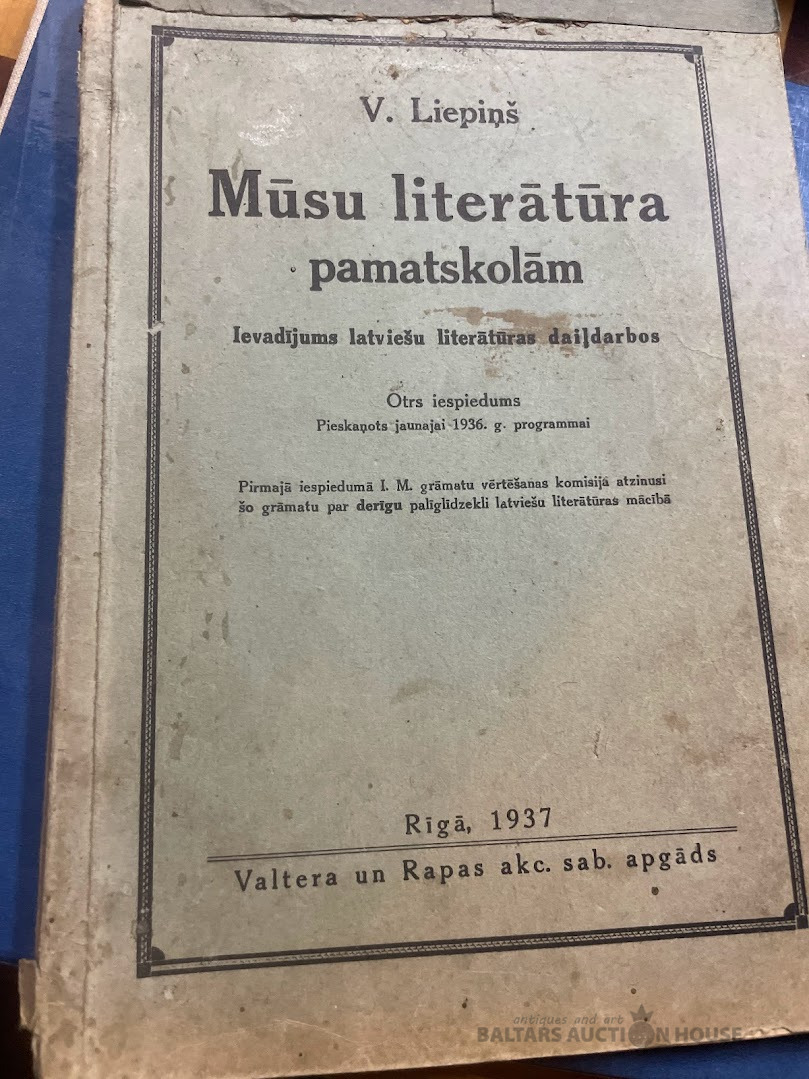 V. Liepiņš
Mūsu literātūra
pamatskolām
Ievadījums latviešu literātūras daiļdarbos
Otrs iespiedums
Pieskaņots jaunajai 1936. g. programmai
Pirmajā iespiedumā I. M. grāmatu vērtēšanas komisija atzinusi
šo grāmatu par derīgu palīglīdzekli latviešu literātūras mācībā
Rīgā, 1937
Valtera un Rapas akc. sab. apgāds
antiques and art
BALTARS AUCTION HOUSE